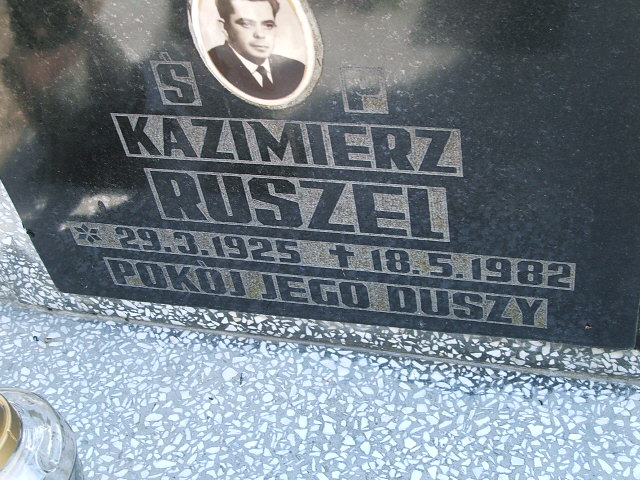 Ś P
KAZIMIERZ
RUSZEL
* 29.3.1925 ✝ 18.5.1982
POKÓJ JEGO DUSZY